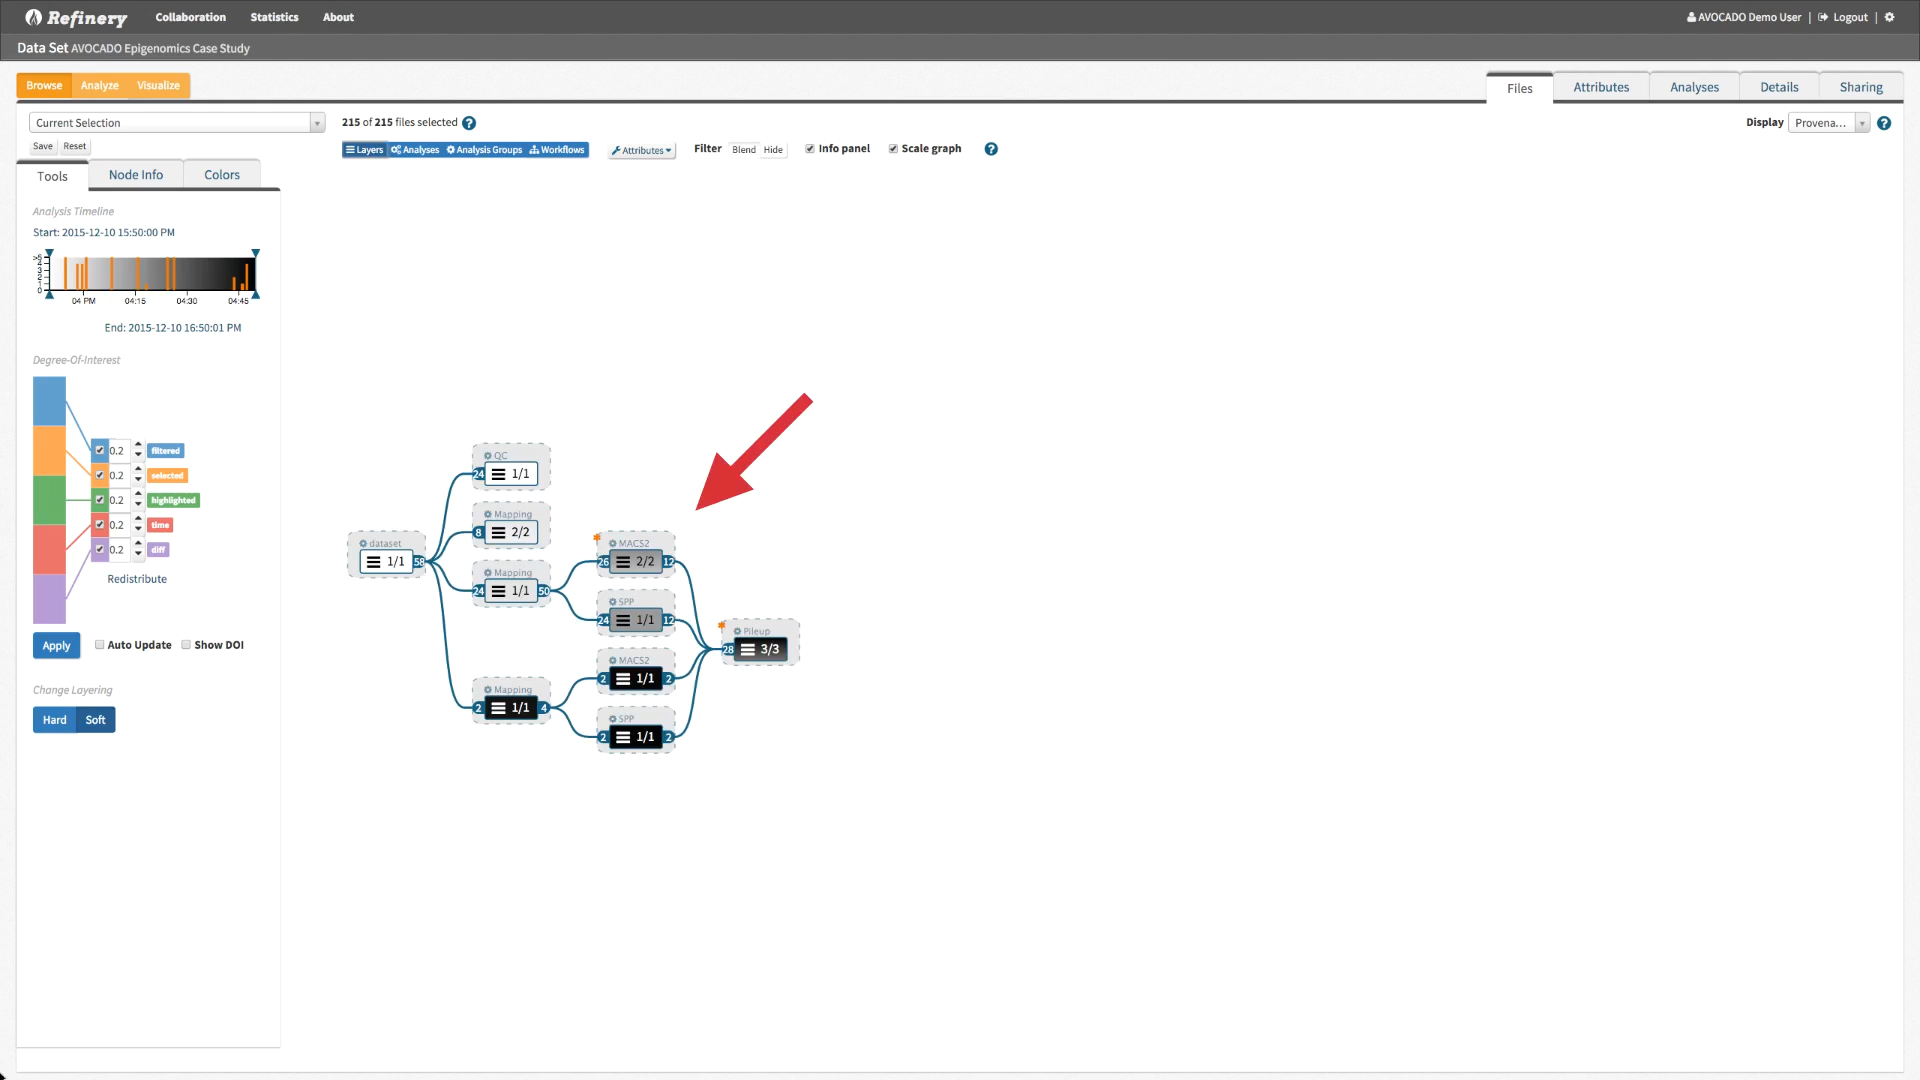 Refinery Collaboration Statistics About AVOCADO Demo User | Logout |
Data Set AVOCADO Epigenomics Case Study
Browse Analyze Visualize Files Attributes Analyses Details Sharing
Current Selection 215 of 215 files selected ? Display Provena... ?
Save Reset Layers Analyses Analysis Groups Workflows Attributes Filter Blend Hide Info panel Scale graph ?
Tools Node Info Colors
Analysis Timeline
Start: 2015-12-10 15:50:00 PM
>5
4
3
2
1
0
04 PM 04:15 04:30 04:45
End: 2015-12-10 16:50:01 PM
Degree-Of-Interest
0.2 filtered
0.2 selected
0.2 highlighted
0.2 time
0.2 diff
Redistribute
Apply Auto Update Show DOI
Change Layering
Hard Soft
QC
24 1/1
Mapping
8 2/2
dataset
1/1 58
Mapping
24 1/1 50
MACS2
26 2/2 12
SPP
24 1/1 12
Pileup
28 3/3
MACS2
2 1/1 2
Mapping
2 1/1 4
SPP
2 1/1 2